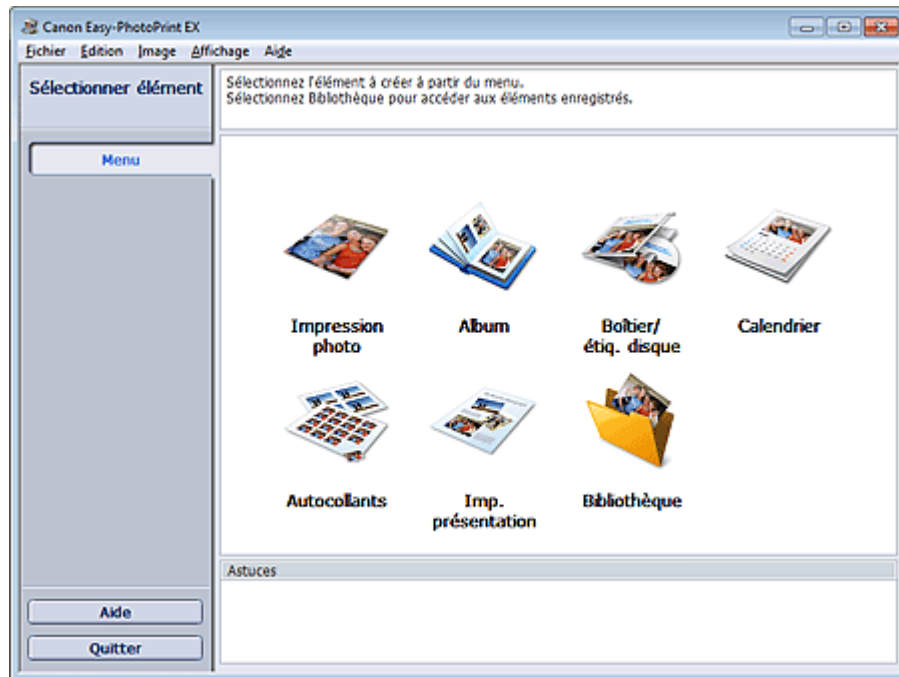 Canon Easy-PhotoPrint EX
Fichier Édition Image Affichage Aide
Sélectionner élément
Sélectionnez l'élément à créer à partir du menu.
Sélectionnez Bibliothèque pour accéder aux éléments enregistrés.
Menu
Impression
photo
Album
Boîtier/
étiq. disque
Calendrier
Autocollants
Imp.
présentation
Bibliothèque
Astuces
Aide
Quitter